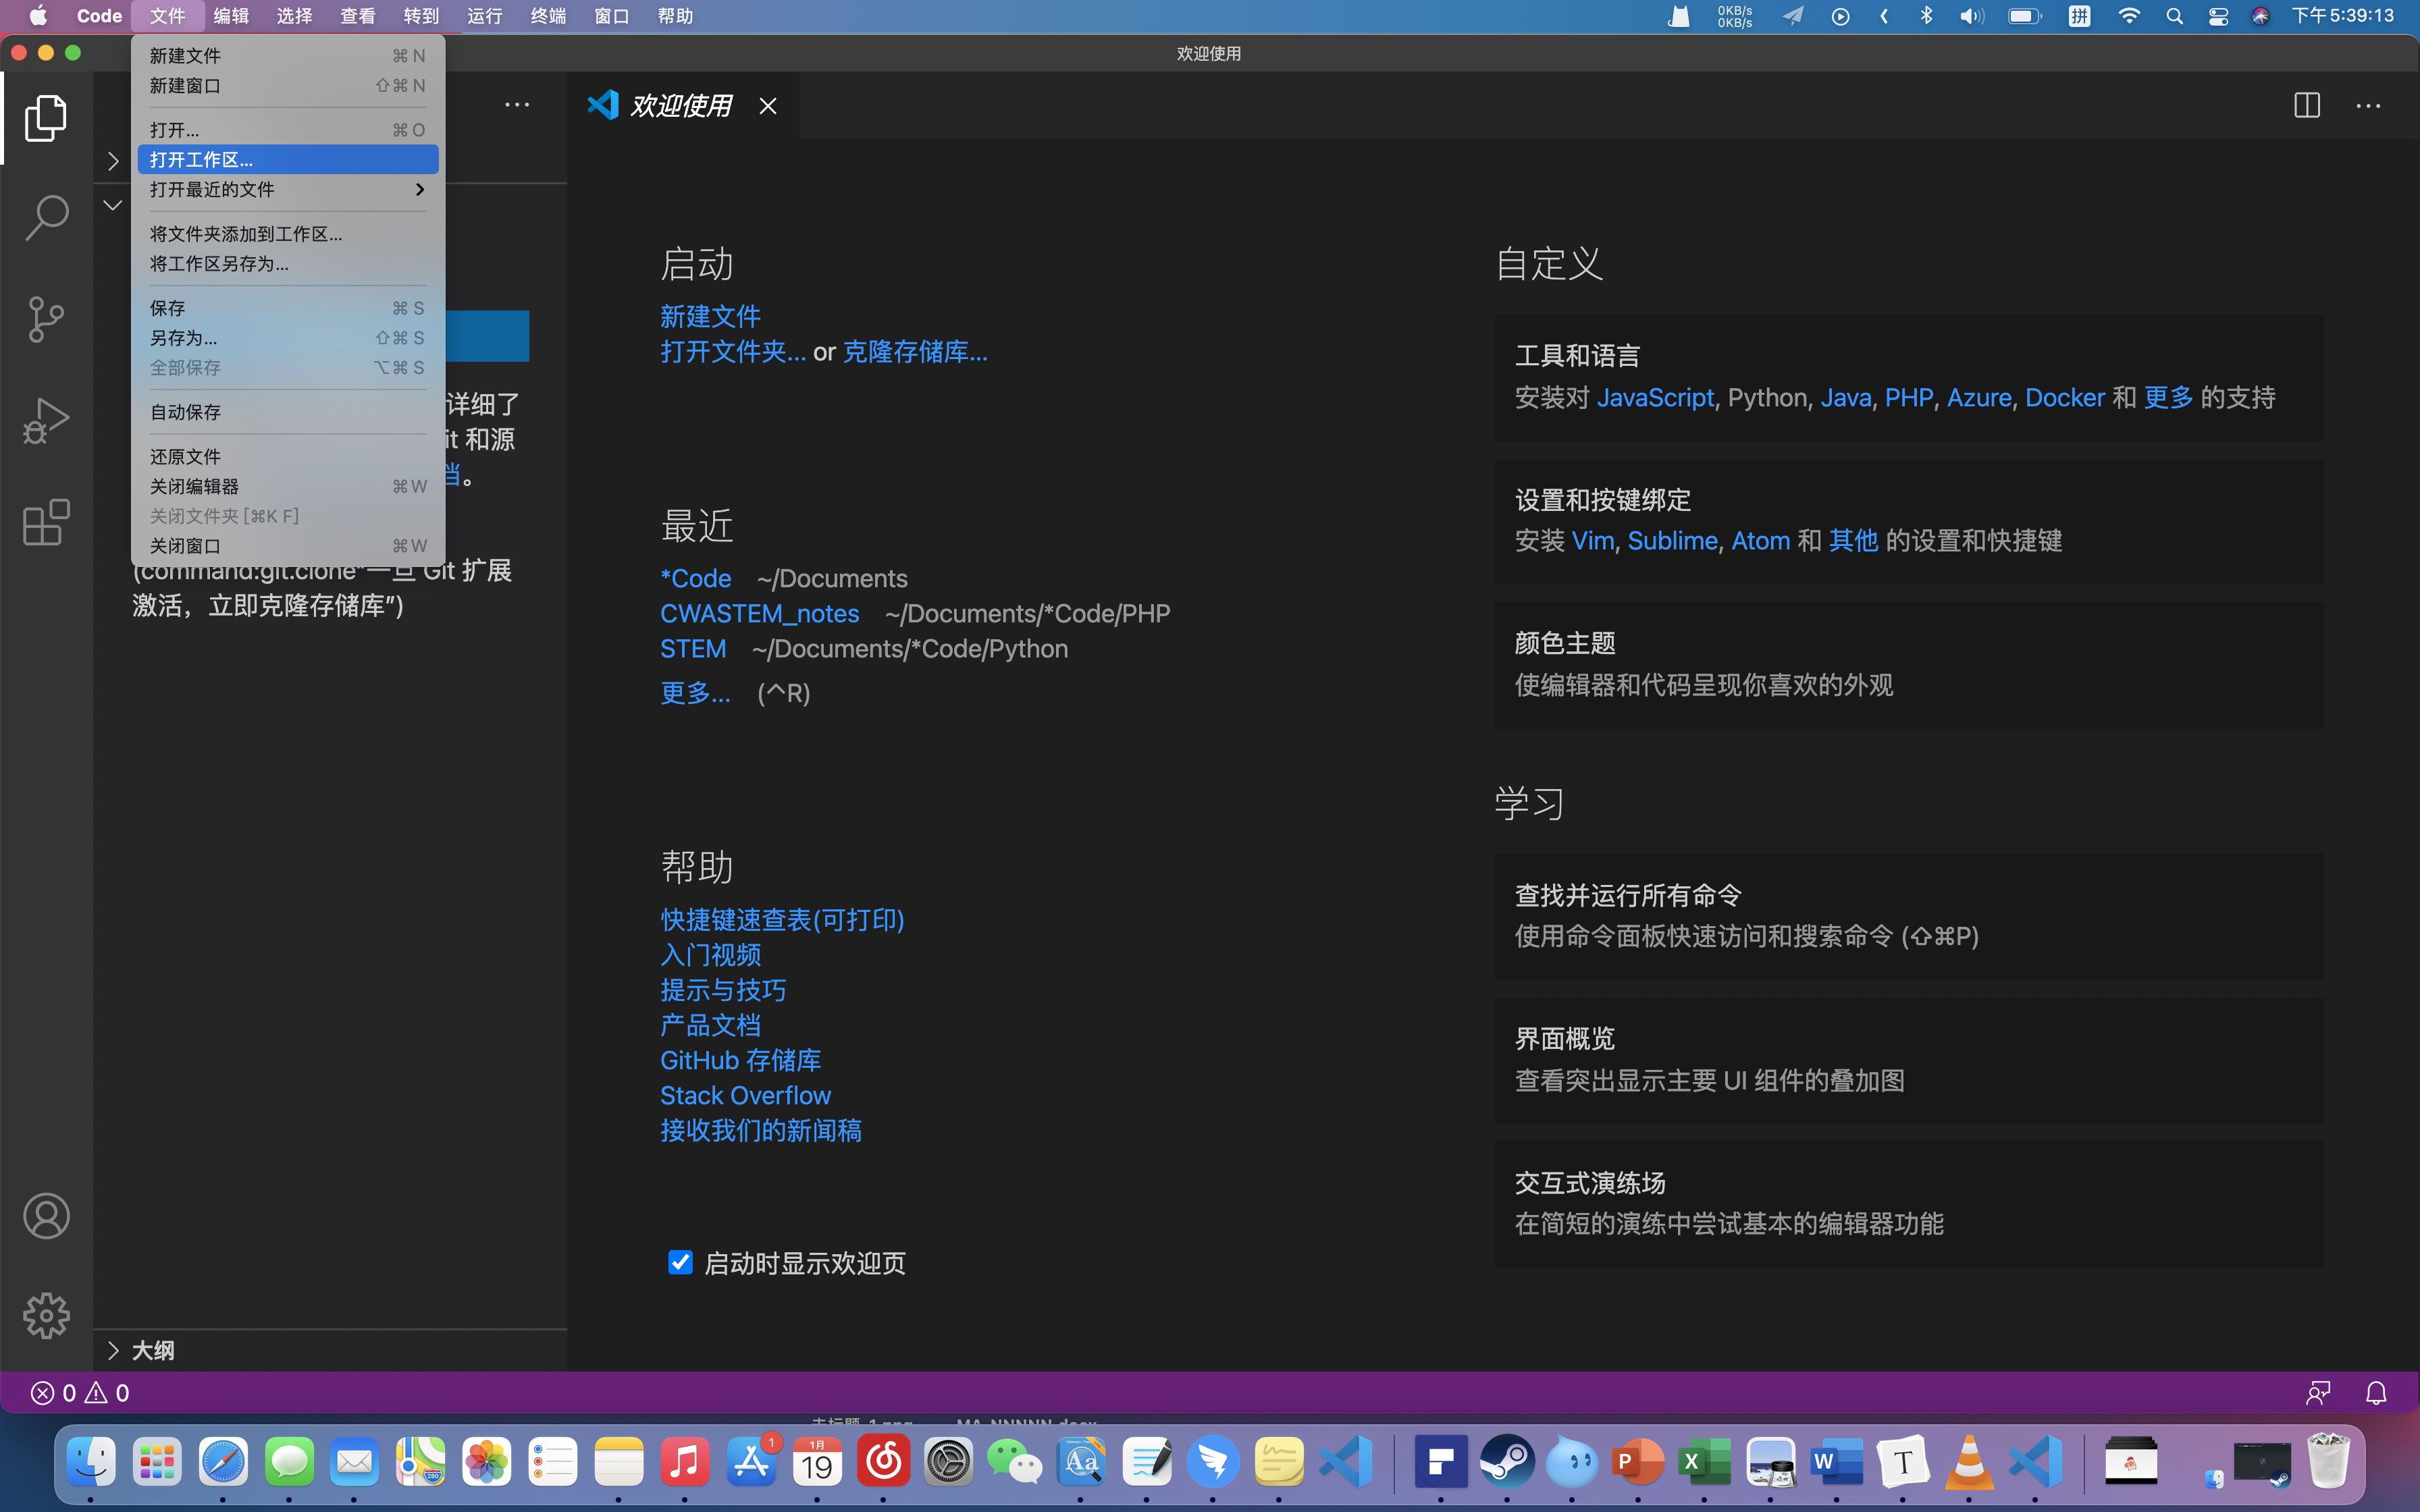 Code 文件 编辑 选择 查看 转到 运行 终端 窗口 帮助 0KB/s 0KB/s 拼 下午5:39:13
欢迎使用
新建文件 ⌘N
新建窗口 ⇧⌘N
打开... ⌘O
打开工作区...
打开最近的文件
将文件夹添加到工作区...
将工作区另存为...
保存 ⌘S
另存为... ⇧⌘S
全部保存 ⌥⌘S
自动保存
还原文件
关闭编辑器 ⌘W
关闭文件夹 [⌘K F]
关闭窗口 ⌘W
详细了
it 和源
档。
(command:git.clone"一旦 Git 扩展
激活，立即克隆存储库")
大纲
欢迎使用
启动
新建文件
打开文件夹... or 克隆存储库...
最近
*Code ~/Documents
CWASTEM_notes ~/Documents/*Code/PHP
STEM ~/Documents/*Code/Python
更多... (^R)
帮助
快捷键速查表(可打印)
入门视频
提示与技巧
产品文档
GitHub 存储库
Stack Overflow
接收我们的新闻稿
启动时显示欢迎页
自定义
工具和语言
安装对 JavaScript, Python, Java, PHP, Azure, Docker 和 更多 的支持
设置和按键绑定
安装 Vim, Sublime, Atom 和 其他 的设置和快捷键
颜色主题
使编辑器和代码呈现你喜欢的外观
学习
查找并运行所有命令
使用命令面板快速访问和搜索命令 (⇧⌘P)
界面概览
查看突出显示主要 UI 组件的叠加图
交互式演练场
在简短的演练中尝试基本的编辑器功能
0 0
1
1月
19
280
Aa
P
X
W
T